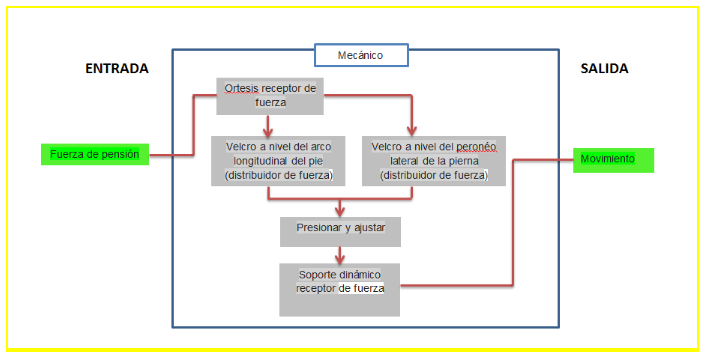 Mecánico
ENTRADA
SALIDA
Ortesis receptor de
fuerza
Fuerza de pensión
Velcro a nivel del arco
longitudinal del pie
(distribuidor de fuerza)
Velcro a nivel del peronéo
lateral de la pierna
(distribuidor de fuerza)
Movimiento
Presionar y ajustar
Soporte dinámico
receptor de fuerza